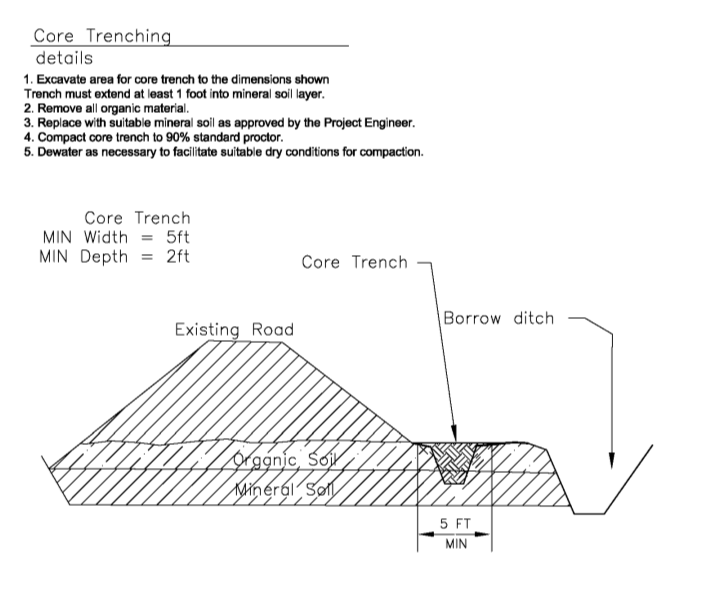 Core Trenching
details
1. Excavate area for core trench to the dimensions shown
Trench must extend at least 1 foot into mineral soil layer.
2. Remove all organic material.
3. Replace with suitable mineral soil as approved by the Project Engineer.
4. Compact core trench to 90% standard proctor.
5. Dewater as necessary to facilitate suitable dry conditions for compaction.
Core Trench
MIN Width = 5ft
MIN Depth = 2ft
Core Trench
Borrow ditch
Existing Road
Organic Soil
Mineral Soil
5 FT
MIN